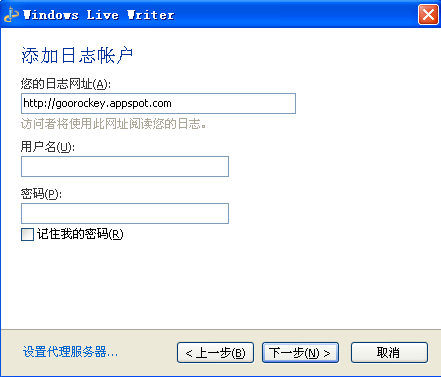 Windows Live Writer
添加日志帐户
您的日志网址(A):
http://goorockey.appspot.com
访问者将使用此网址阅读您的日志。
用户名(U):
密码(P):
记住我的密码(R)
设置代理服务器... < 上一步(B) 下一步(N) > 取消